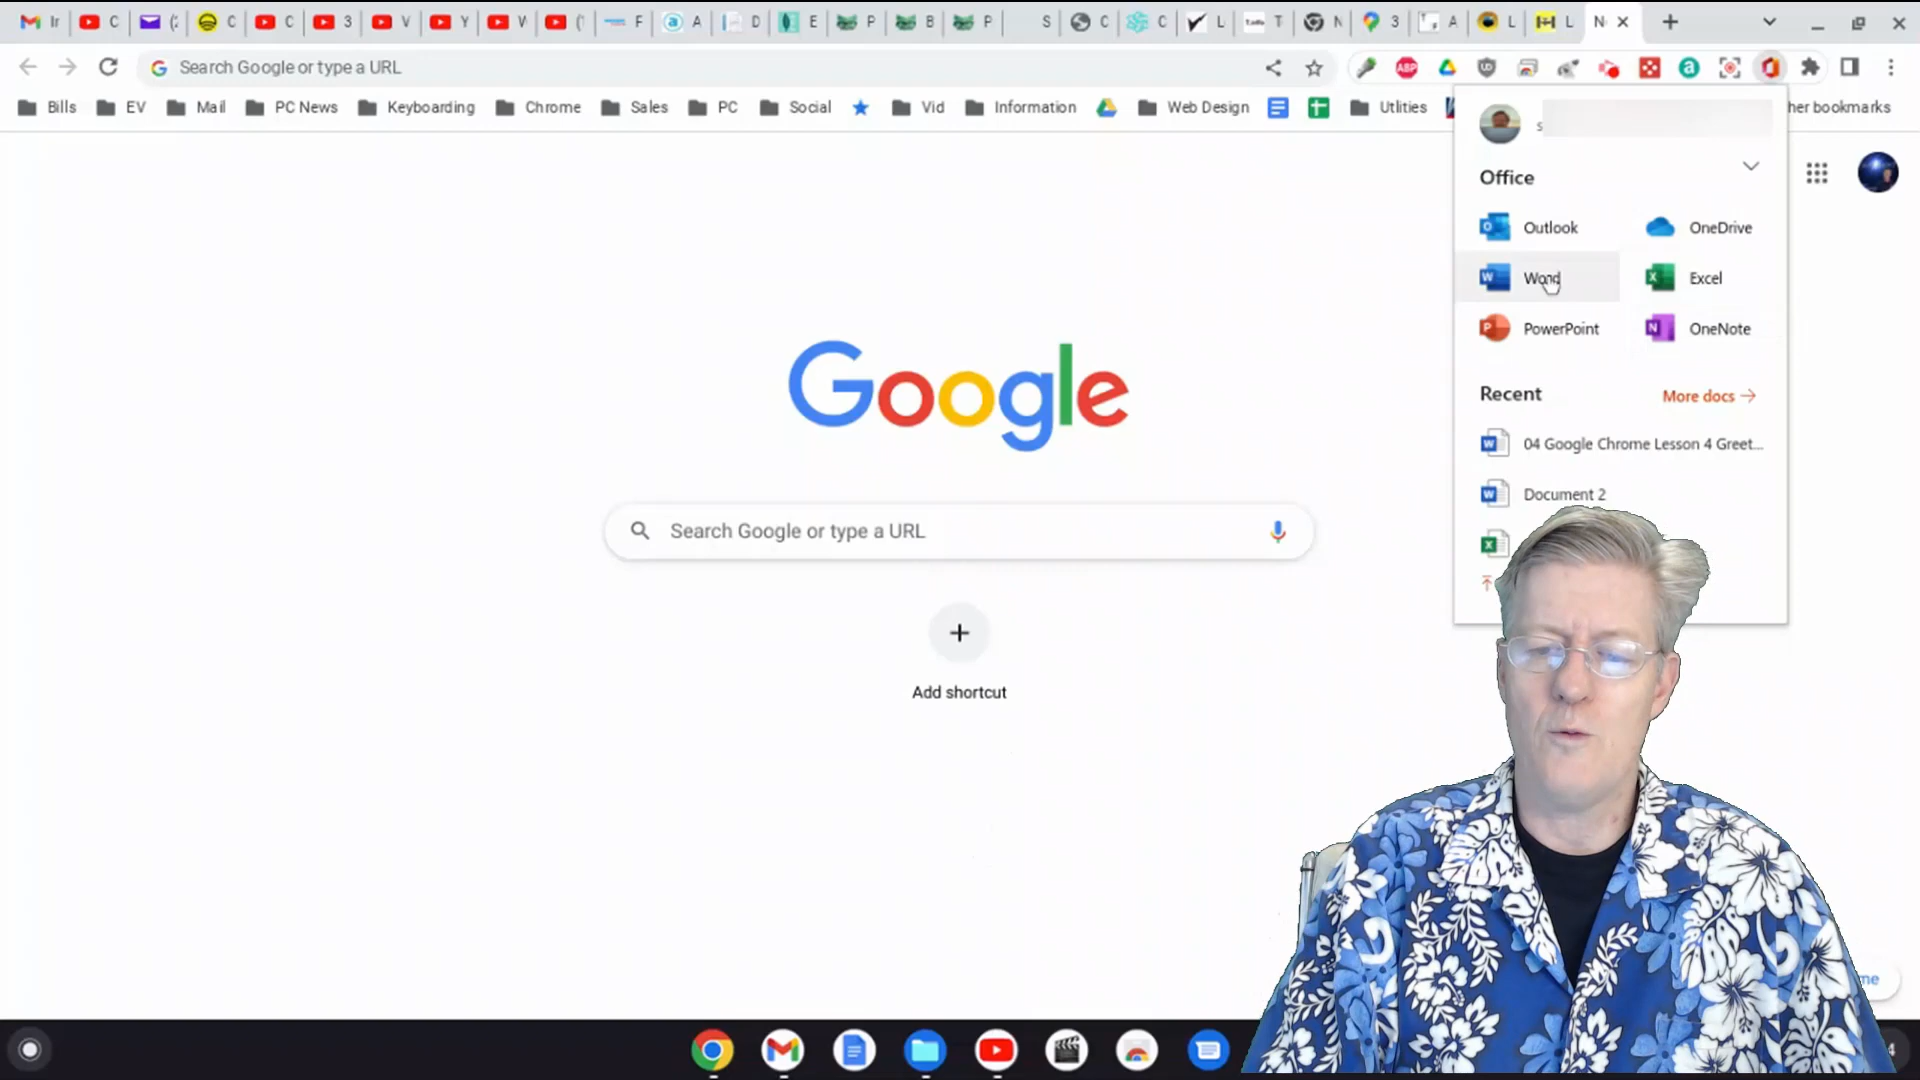 Search Google or type a URL
Bills
EV
Mail
PC News
Keyboarding
Chrome
Sales
PC
Social
Vid
Information
Web Design
Utlities
her bookmarks
ABP
Office
Outlook
OneDrive
Word
Excel
PowerPoint
OneNote
Recent
More docs
04 Google Chrome Lesson 4 Greet...
Document 2
Google
Search Google or type a URL
Add shortcut
me